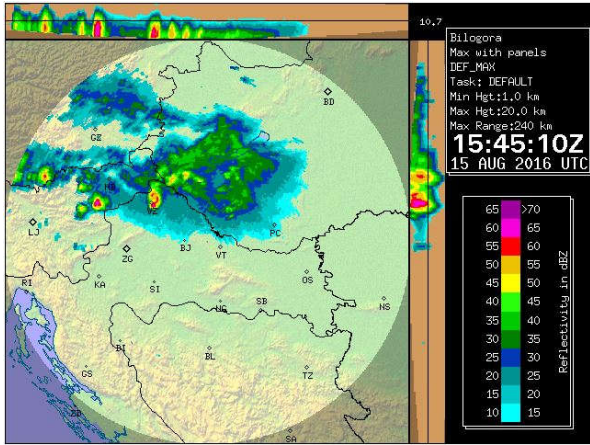 10.7
Bilogora
Max with panels
DEF_MAX
Task: DEFAULT
Min Hgt:1.0 km
Max Hgt:20.0 km
Max Range:240 km
15:45:10Z
15 AUG 2016 UTC
BD
GZ
MB
VŽ
LJ
ZG
BJ
VT
PC
RI
KA
SI
NG
SB
OS
NS
BI
BL
GS
TZ
ZD
SA
65 >70
60 65
55 60
50 55
45 50
40 45
35 40
30 35
25 30
20 25
15 20
10 15
Reflectivity in dBZ